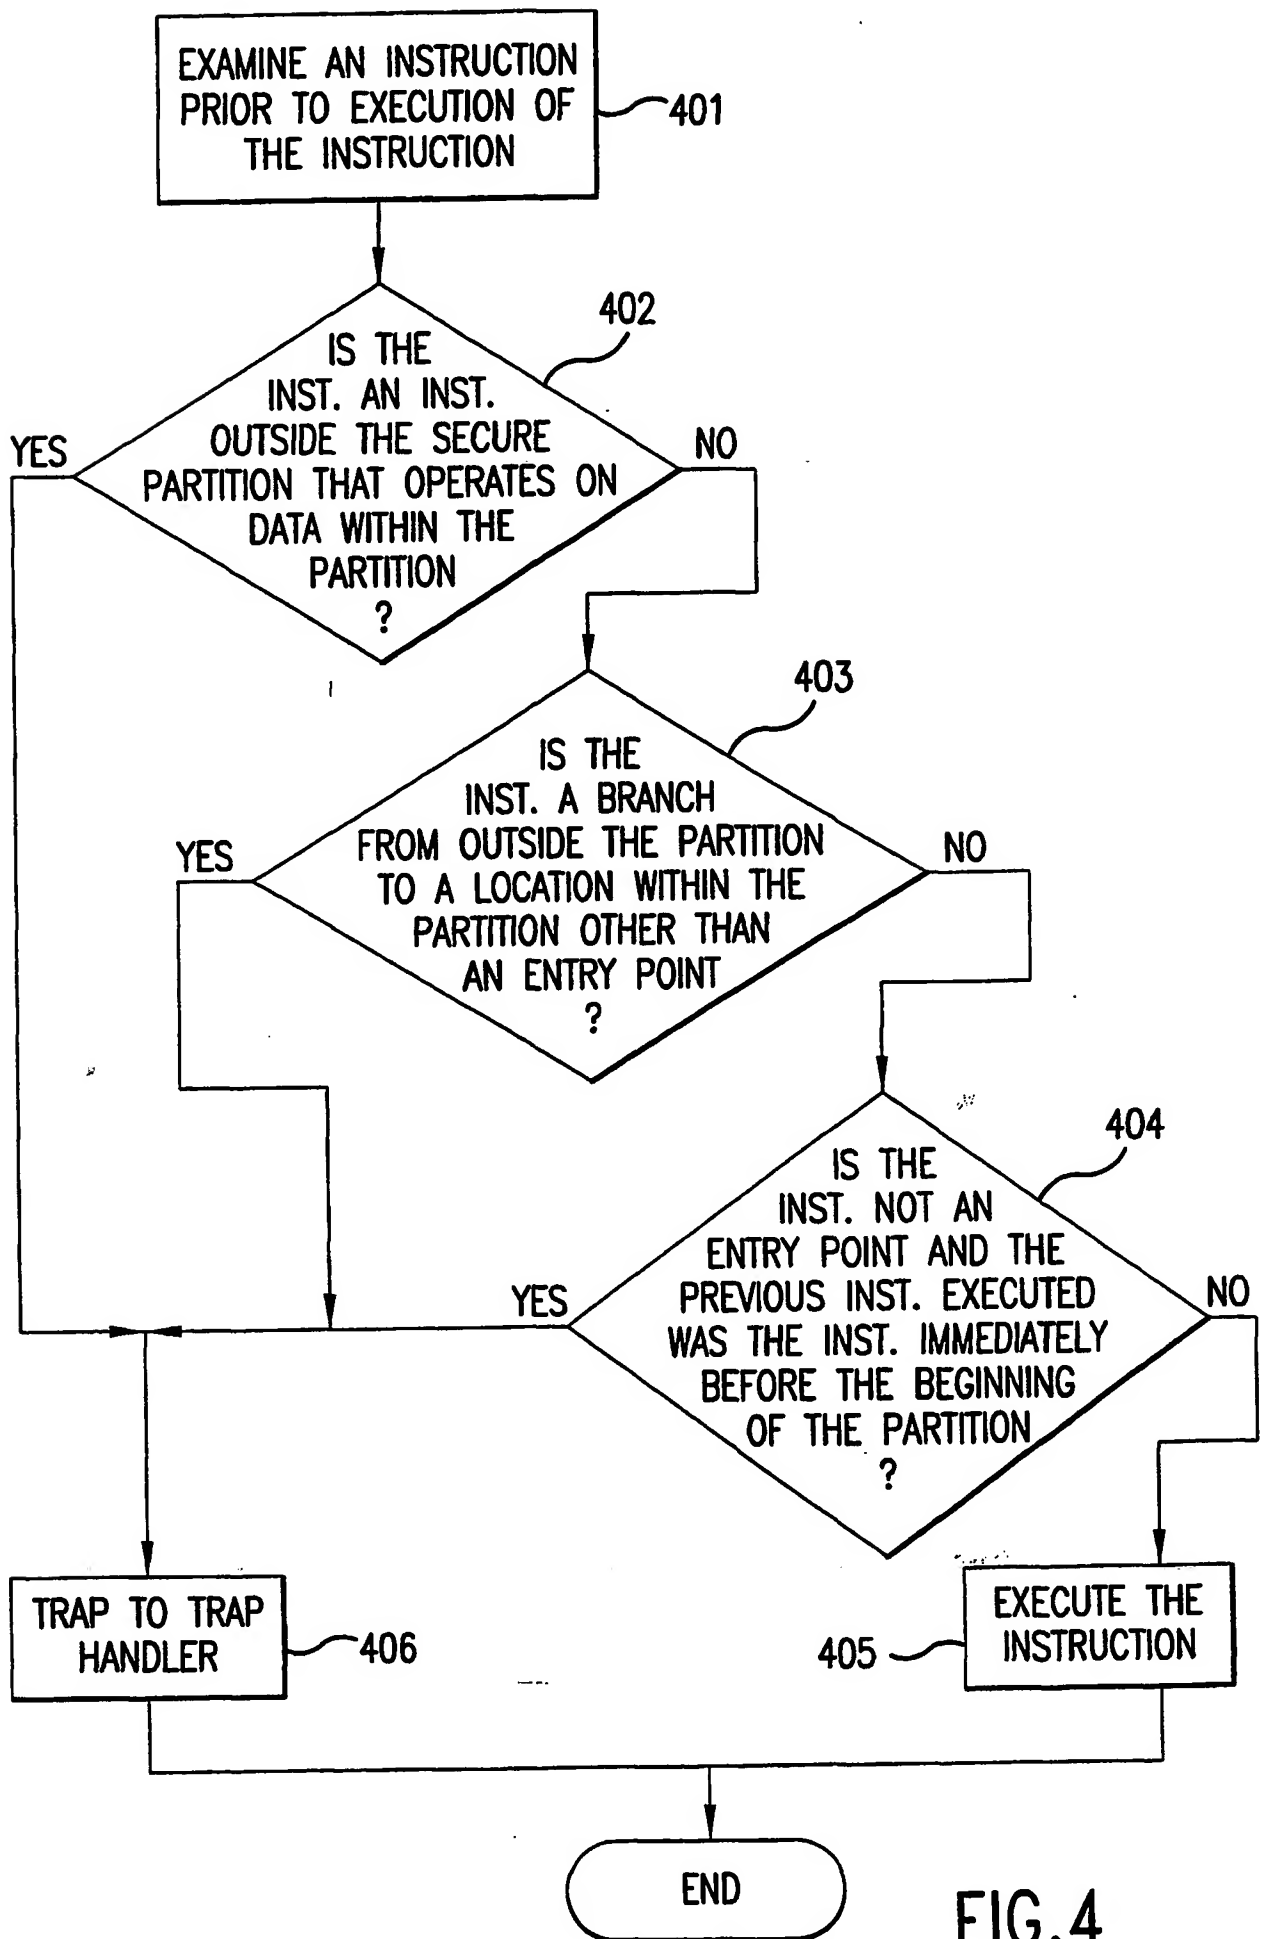 EXAMINE AN INSTRUCTION
PRIOR TO EXECUTION OF
THE INSTRUCTION
401
402
IS THE
INST. AN INST.
OUTSIDE THE SECURE
PARTITION THAT OPERATES ON
DATA WITHIN THE
PARTITION
?
YES
NO
403
IS THE
INST. A BRANCH
FROM OUTSIDE THE PARTITION
TO A LOCATION WITHIN THE
PARTITION OTHER THAN
AN ENTRY POINT
?
YES
NO
404
IS THE
INST. NOT AN
ENTRY POINT AND THE
PREVIOUS INST. EXECUTED
WAS THE INST. IMMEDIATELY
BEFORE THE BEGINNING
OF THE PARTITION
?
YES
NO
TRAP TO TRAP
HANDLER
406
405
EXECUTE THE
INSTRUCTION
END
FIG.4